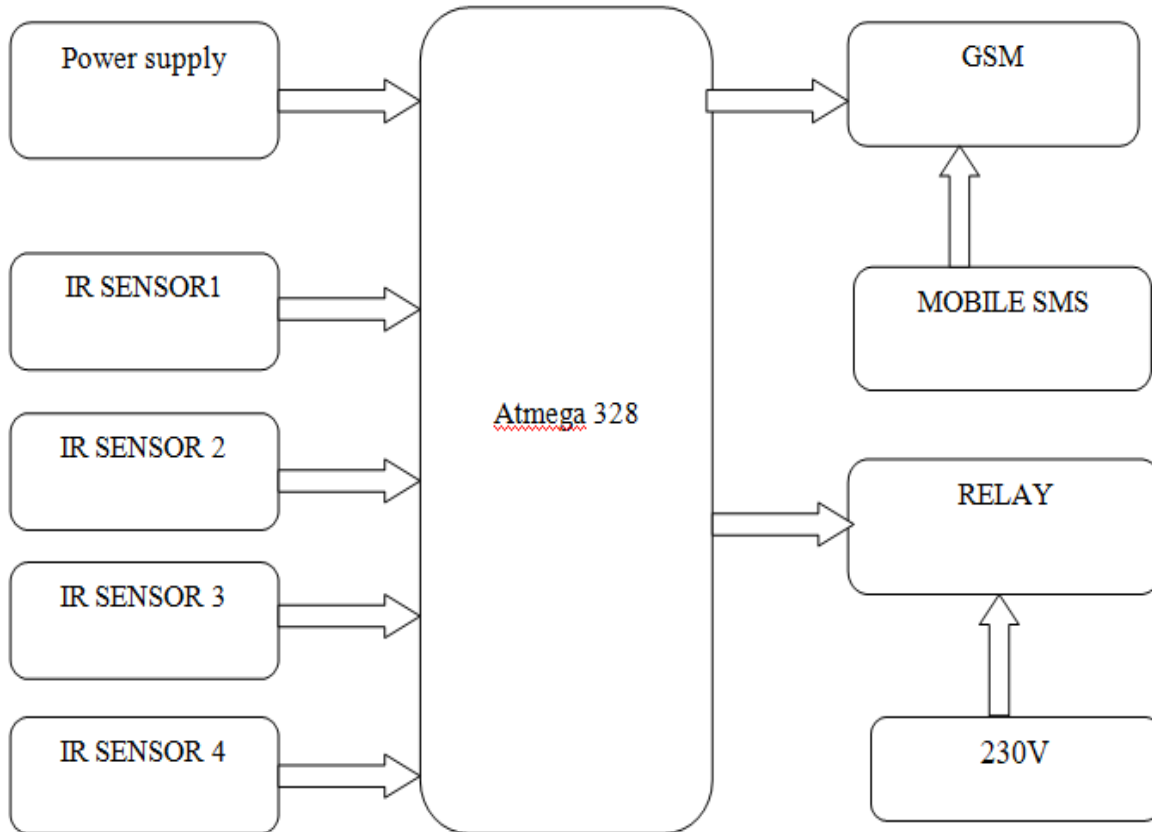 Power supply
IR SENSOR1
IR SENSOR 2
IR SENSOR 3
IR SENSOR 4
Atmega 328
GSM
MOBILE SMS
RELAY
230V